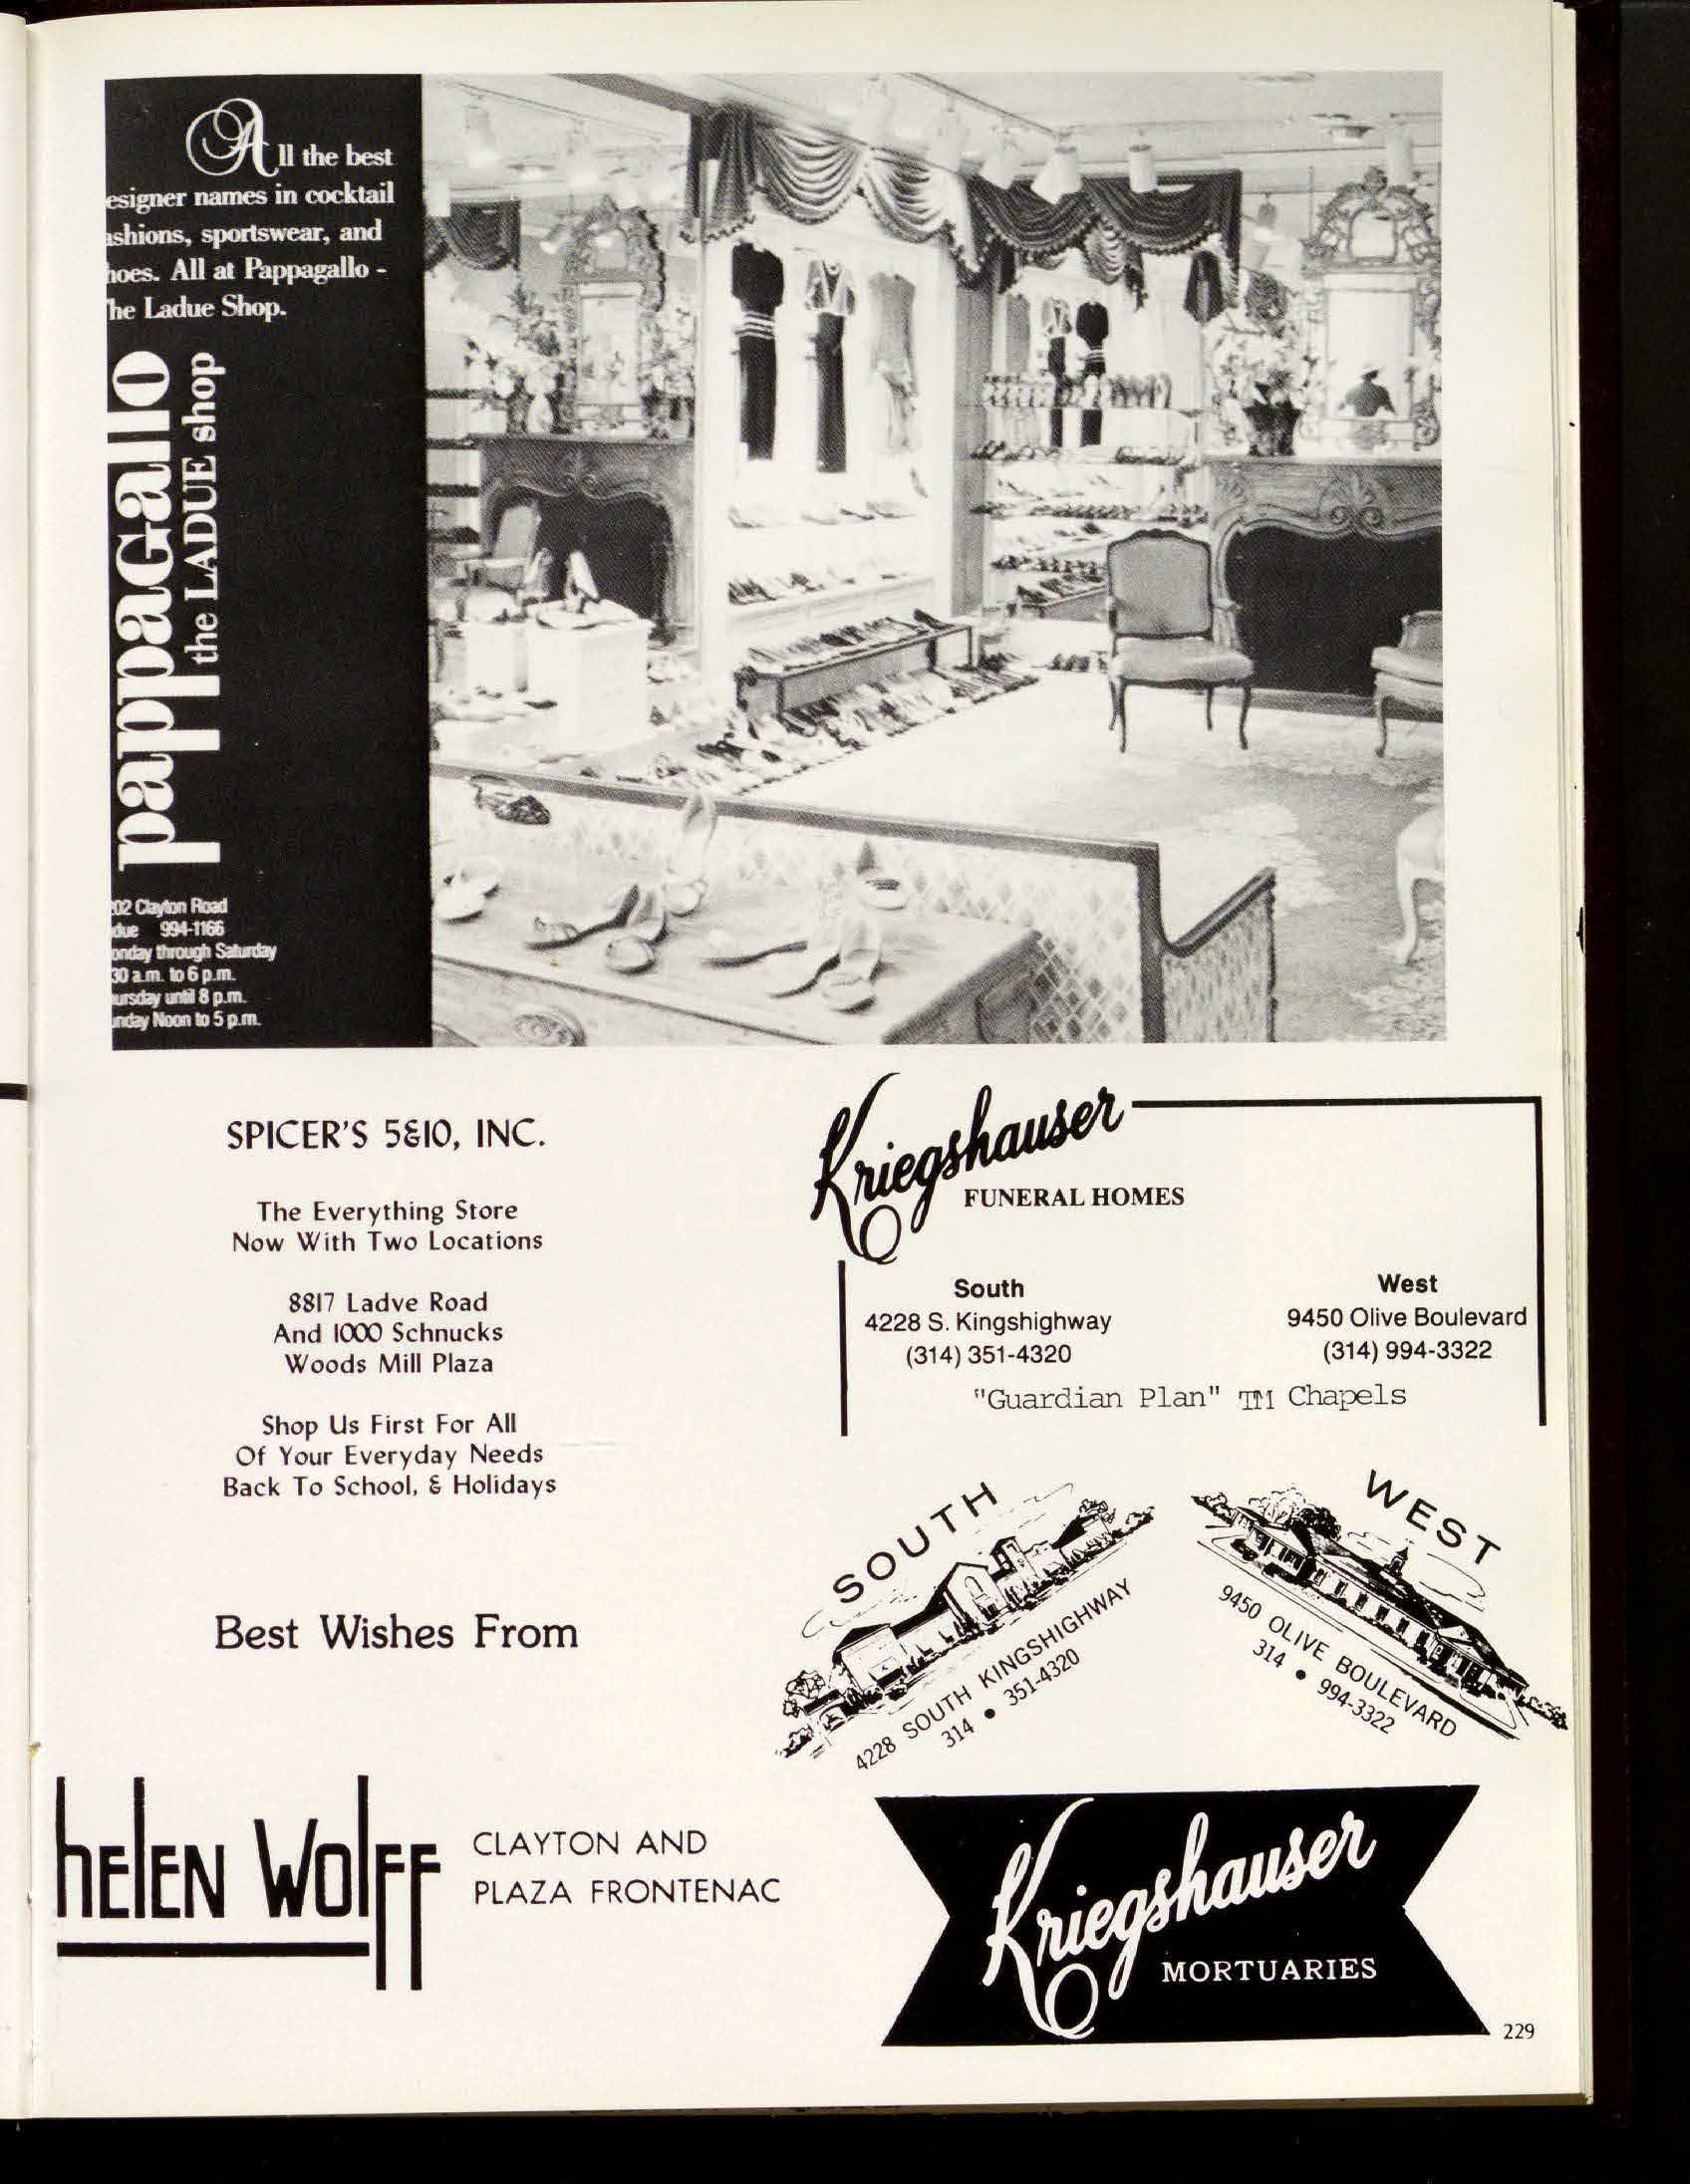 All the best
esigner names in cocktail
ashions, sportswear, and
hoes. All at Pappagallo -
he Ladue Shop.
pappaGallo
the LADUE shop
02 Clayton Road
due 994-1166
onday through Saturday
30 a.m. to 6 p.m.
ursday until 8 p.m.
unday Noon to 5 p.m.
SPICER'S 5&10, INC.
The Everything Store
Now With Two Locations
8817 Ladve Road
And 1000 Schnucks
Woods Mill Plaza
Shop Us First For All
Of Your Everyday Needs
Back To School, & Holidays
Best Wishes From
hElEN WOlFF
CLAYTON AND
PLAZA FRONTENAC
Kriegshauser
FUNERAL HOMES
South
4228 S. Kingshighway
(314) 351-4320
West
9450 Olive Boulevard
(314) 994-3322
"Guardian Plan" TM Chapels
SOUTH
4228 SOUTH KINGSHIGHWAY
314 • 351-4320
WEST
9450 OLIVE BOULEVARD
314 • 994-3322
Kriegshauser
MORTUARIES
229